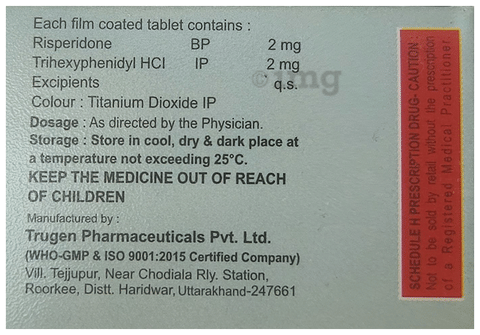 Each film coated tablet contains :
Risperidone BP 2 mg
Trihexyphenidyl HCl IP 2 mg
Excipients q.s.
Colour : Titanium Dioxide IP
Dosage : As directed by the Physician.
Storage : Store in cool, dry & dark place at
a temperature not exceeding 25°C.
KEEP THE MEDICINE OUT OF REACH
OF CHILDREN
Manufactured by :
Trugen Pharmaceuticals Pvt. Ltd.
(WHO-GMP & ISO 9001:2015 Certified Company)
Vill. Tejjupur, Near Chodiala Rly. Station,
Roorkee, Distt. Haridwar, Uttarakhand-247661
SCHEDULE H PRESCRIPTION DRUG- CAUTION :
Not to be sold by retail without the prescription
of a Registered Medical Practitioner